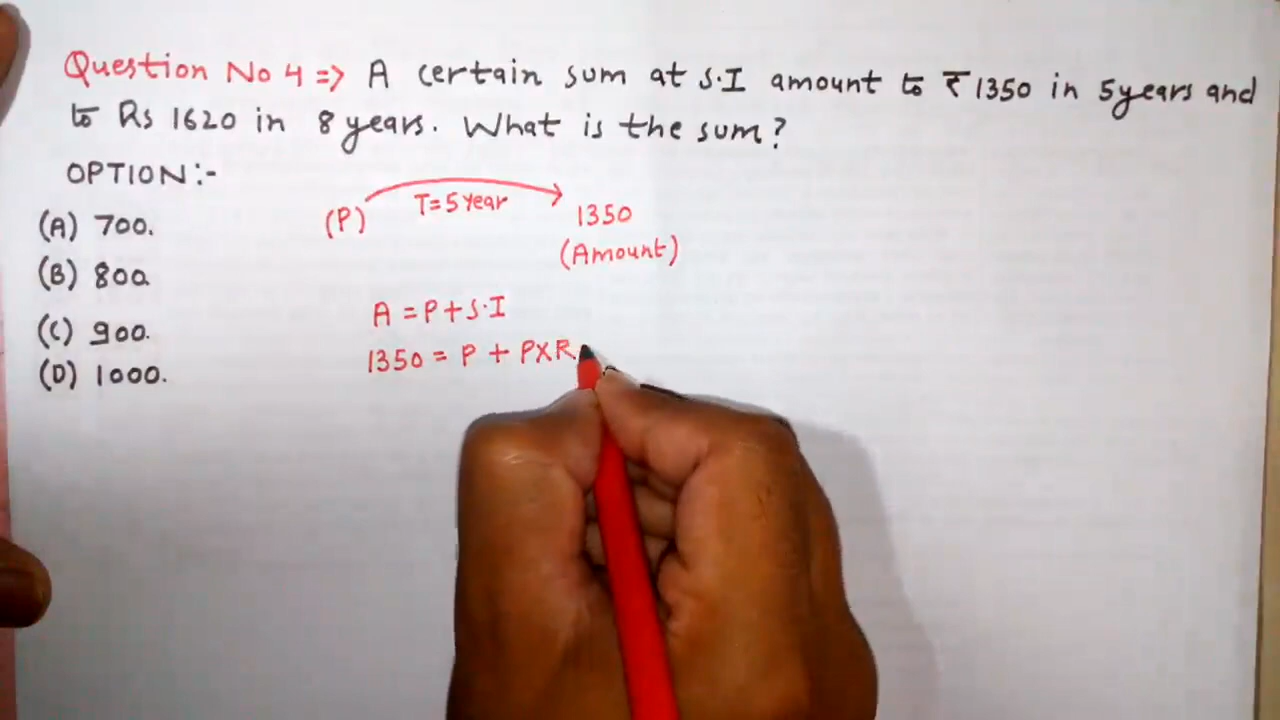 Question No 4 => A certain sum at S.I amount to ₹1350 in 5years and
to Rs 1620 in 8 years. What is the sum?
OPTION:-
(A) 700.
(B) 800
(C) 900.
(D) 1000.
(P) T=5 Year 1350
(Amount)
A = P + S.I
1350 = P + PXR